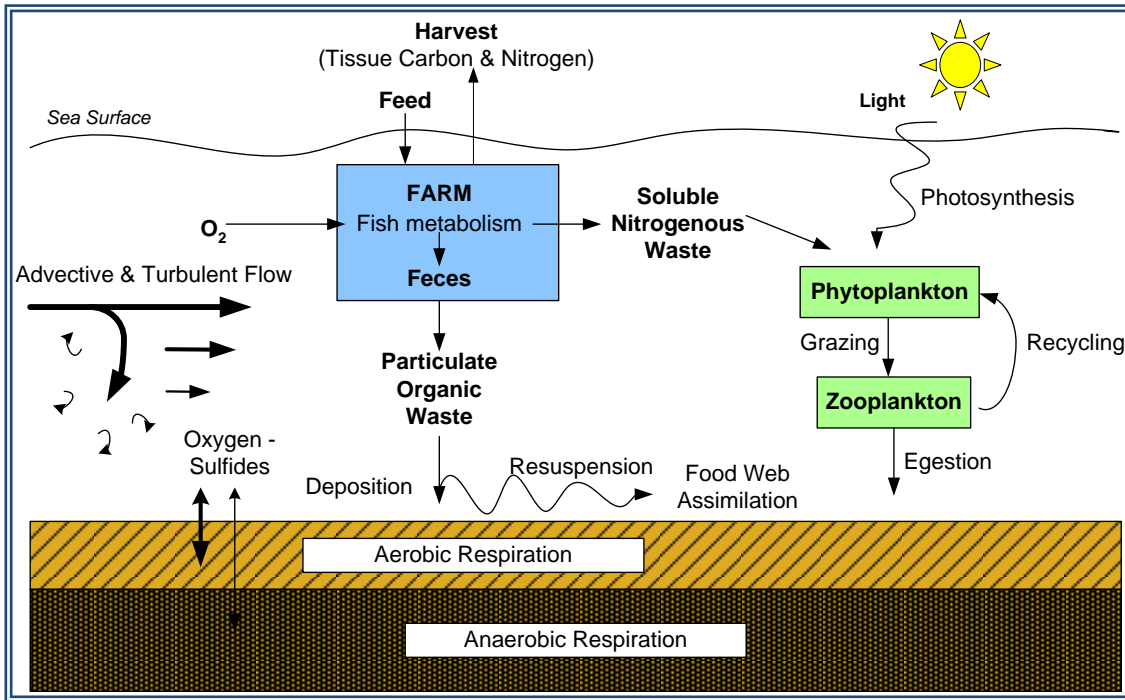 Harvest
(Tissue Carbon & Nitrogen)
Feed
Light
Sea Surface
FARM
Fish metabolism
Feces
O2
Soluble
Nitrogenous
Waste
Photosynthesis
Advective & Turbulent Flow
Phytoplankton
Grazing
Recycling
Zooplankton
Particulate
Organic
Waste
Oxygen -
Sulfides
Deposition
Resuspension
Food Web
Assimilation
Egestion
Aerobic Respiration
Anaerobic Respiration